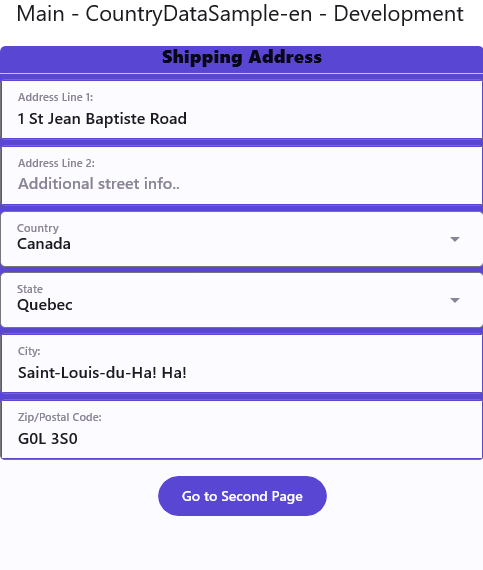 Main - CountryDataSample-en - Development
Shipping Address
Address Line 1:
1 St Jean Baptiste Road
Address Line 2:
Additional street info..
Country
Canada
State
Quebec
City:
Saint-Louis-du-Ha! Ha!
Zip/Postal Code:
G0L 3S0
Go to Second Page